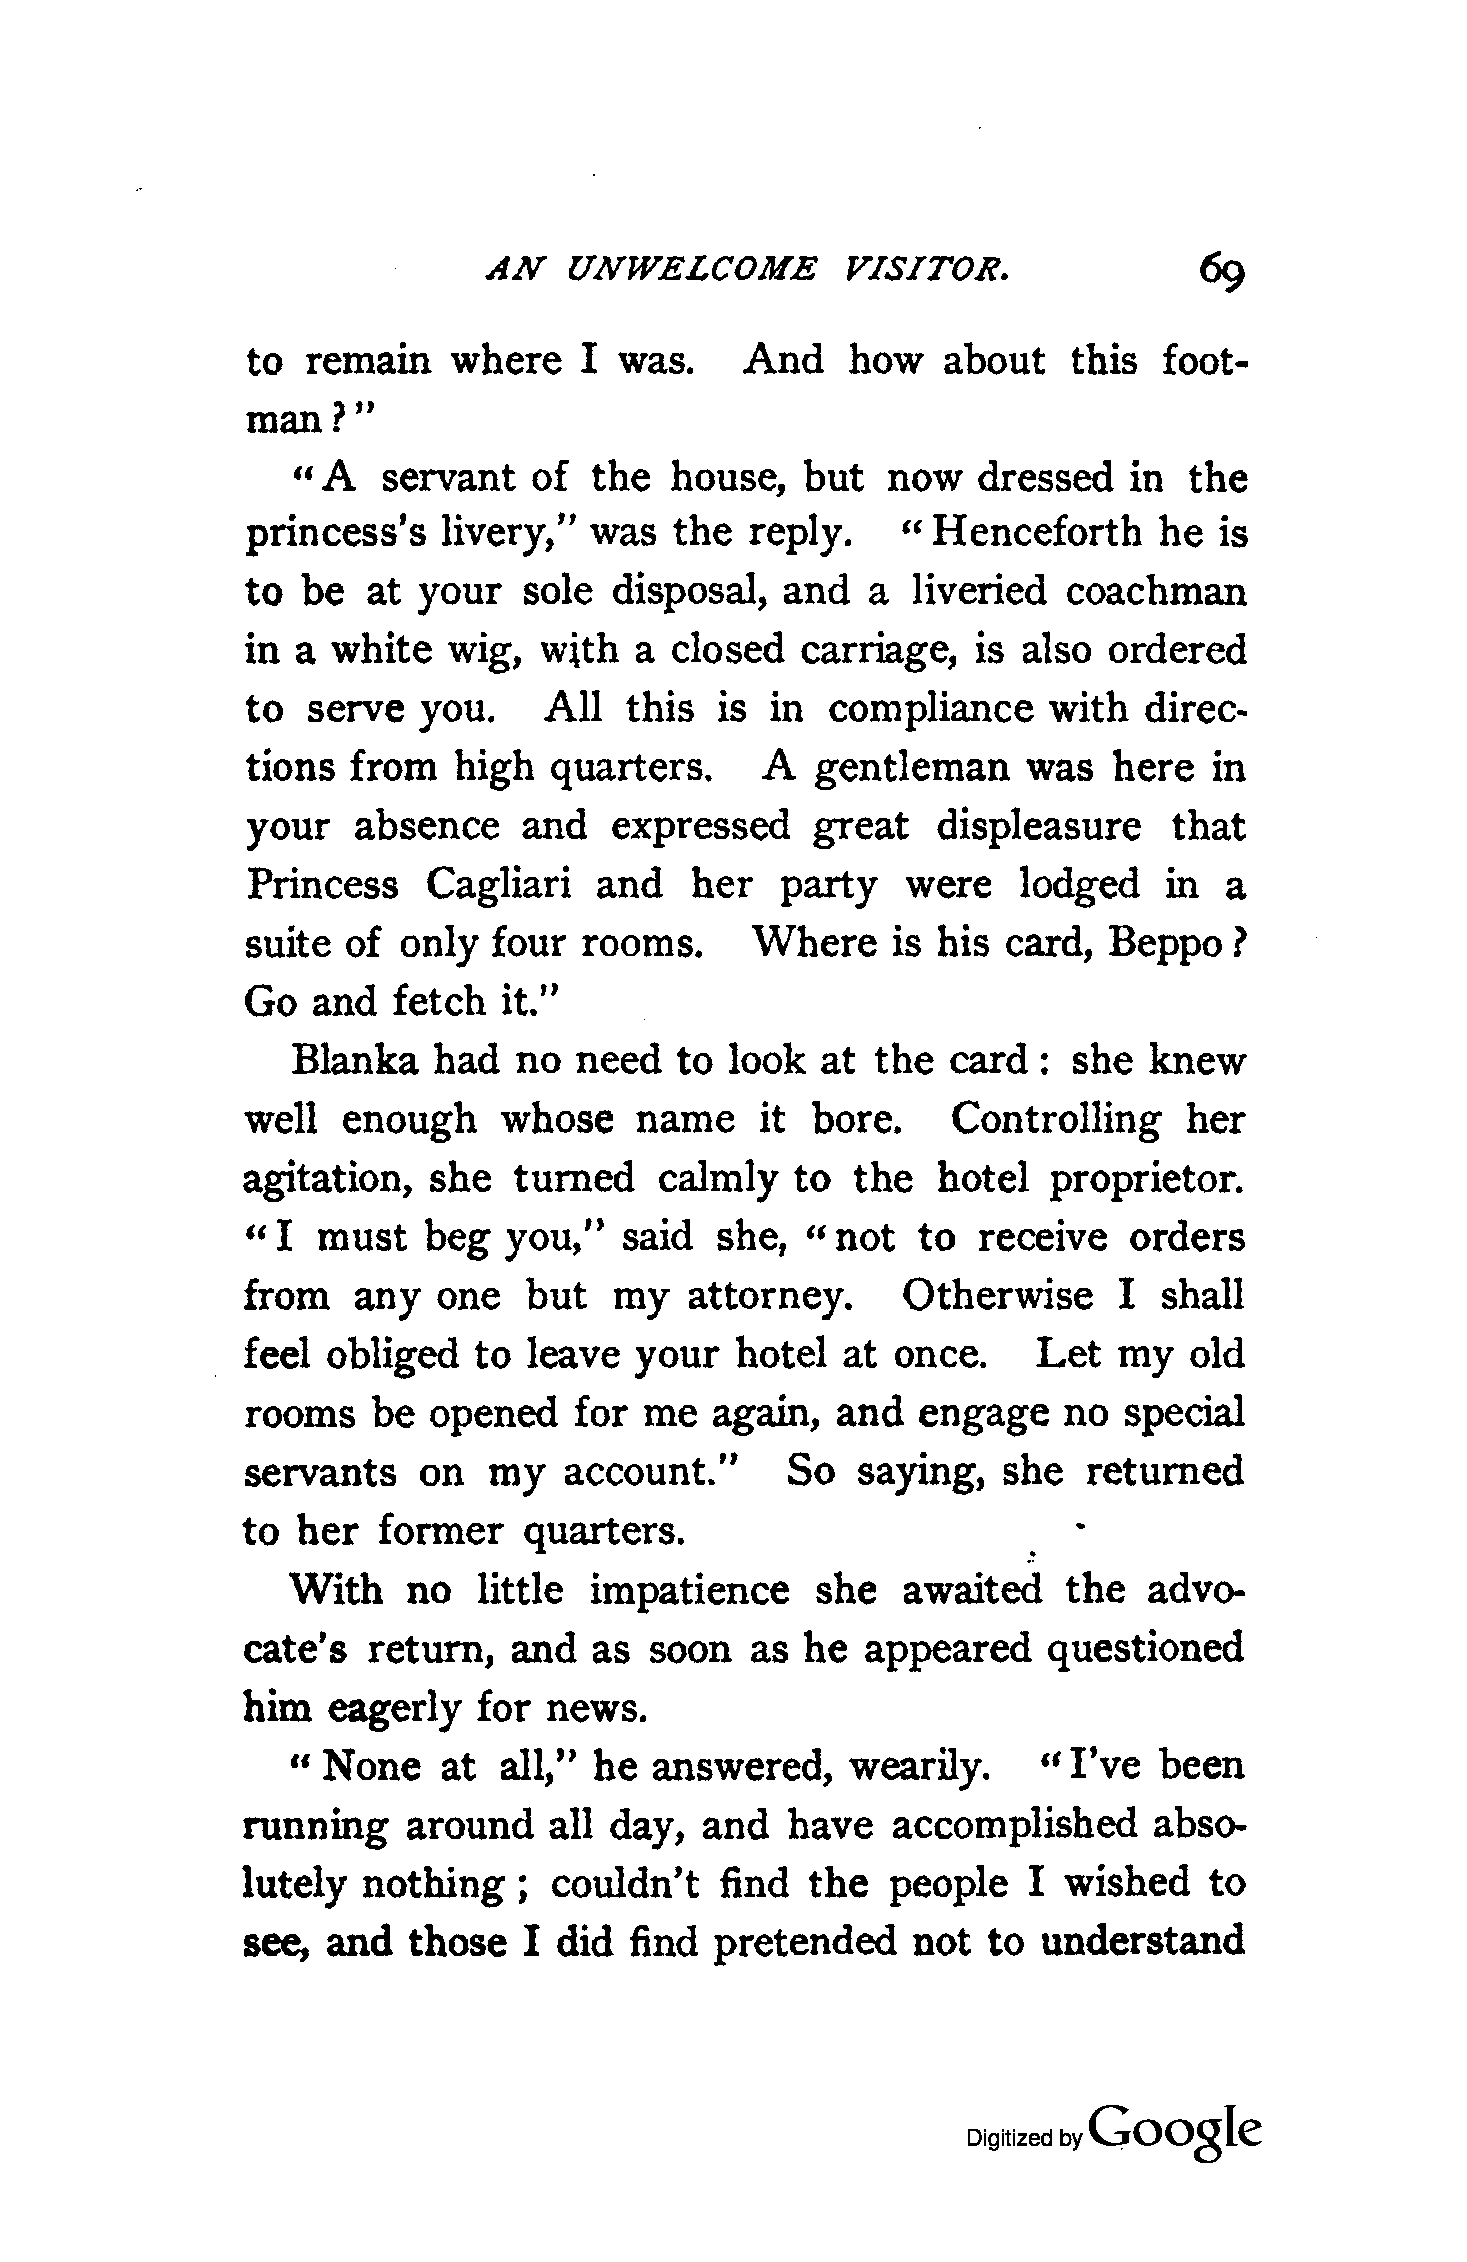 AN UNWELCOME VISITOR. 69
to remain where I was. And how about this foot-
man?"
"A servant of the house, but now dressed in the
princess's livery," was the reply. "Henceforth he is
to be at your sole disposal, and a liveried coachman
in a white wig, with a closed carriage, is also ordered
to serve you. All this is in compliance with direc-
tions from high quarters. A gentleman was here in
your absence and expressed great displeasure that
Princess Cagliari and her party were lodged in a
suite of only four rooms. Where is his card, Beppo?
Go and fetch it."
Blanka had no need to look at the card: she knew
well enough whose name it bore. Controlling her
agitation, she turned calmly to the hotel proprietor.
"I must beg you," said she, "not to receive orders
from any one but my attorney. Otherwise I shall
feel obliged to leave your hotel at once. Let my old
rooms be opened for me again, and engage no special
servants on my account." So saying, she returned
to her former quarters.
With no little impatience she awaited the advo-
cate's return, and as soon as he appeared questioned
him eagerly for news.
"None at all," he answered, wearily. "I've been
running around all day, and have accomplished abso-
lutely nothing; couldn't find the people I wished to
see, and those I did find pretended not to understand
Digitized by Google